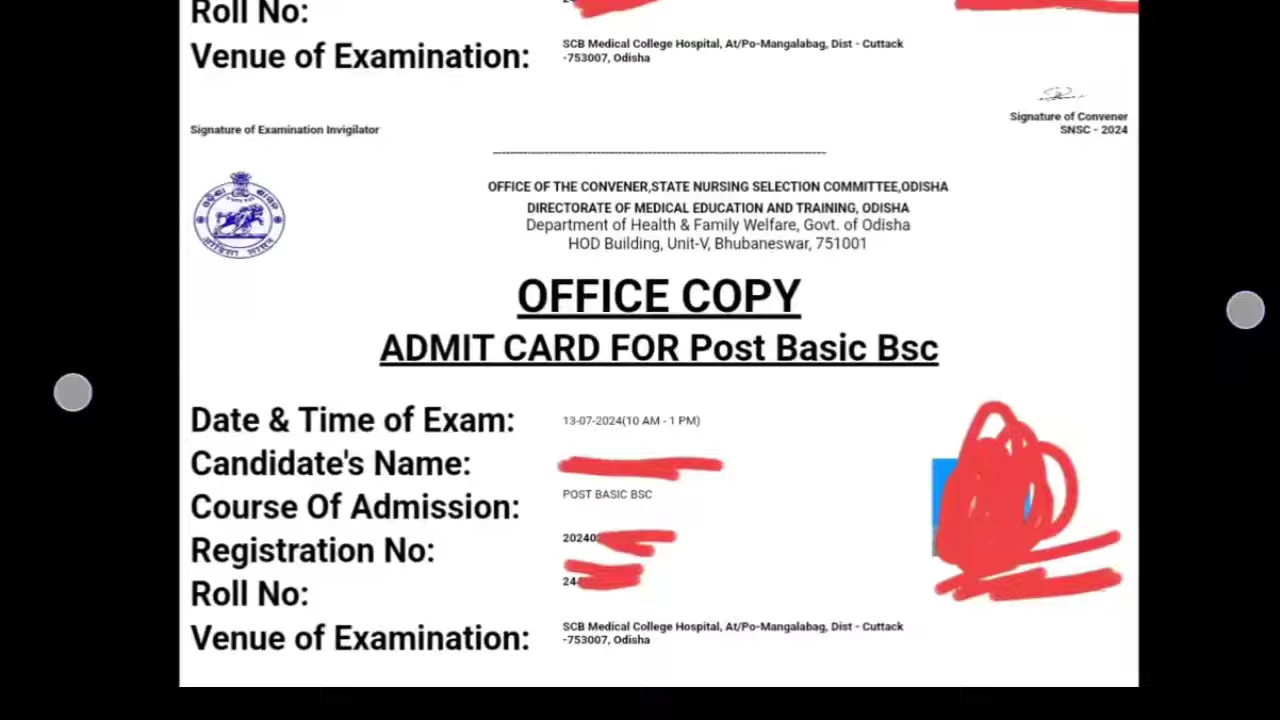 Roll No:
Venue of Examination:
SCB Medical College Hospital, At/Po-Mangalabag, Dist - Cuttack
-753007, Odisha
Signature of Examination Invigilator
Signature of Convener
SNSC - 2024
OFFICE OF THE CONVENER,STATE NURSING SELECTION COMMITTEE,ODISHA
DIRECTORATE OF MEDICAL EDUCATION AND TRAINING, ODISHA
Department of Health & Family Welfare, Govt. of Odisha
HOD Building, Unit-V, Bhubaneswar, 751001
OFFICE COPY
ADMIT CARD FOR Post Basic Bsc
Date & Time of Exam: 13-07-2024(10 AM - 1 PM)
Candidate's Name:
Course Of Admission: POST BASIC BSC
Registration No:
Roll No:
Venue of Examination:
SCB Medical College Hospital, At/Po-Mangalabag, Dist - Cuttack
-753007, Odisha